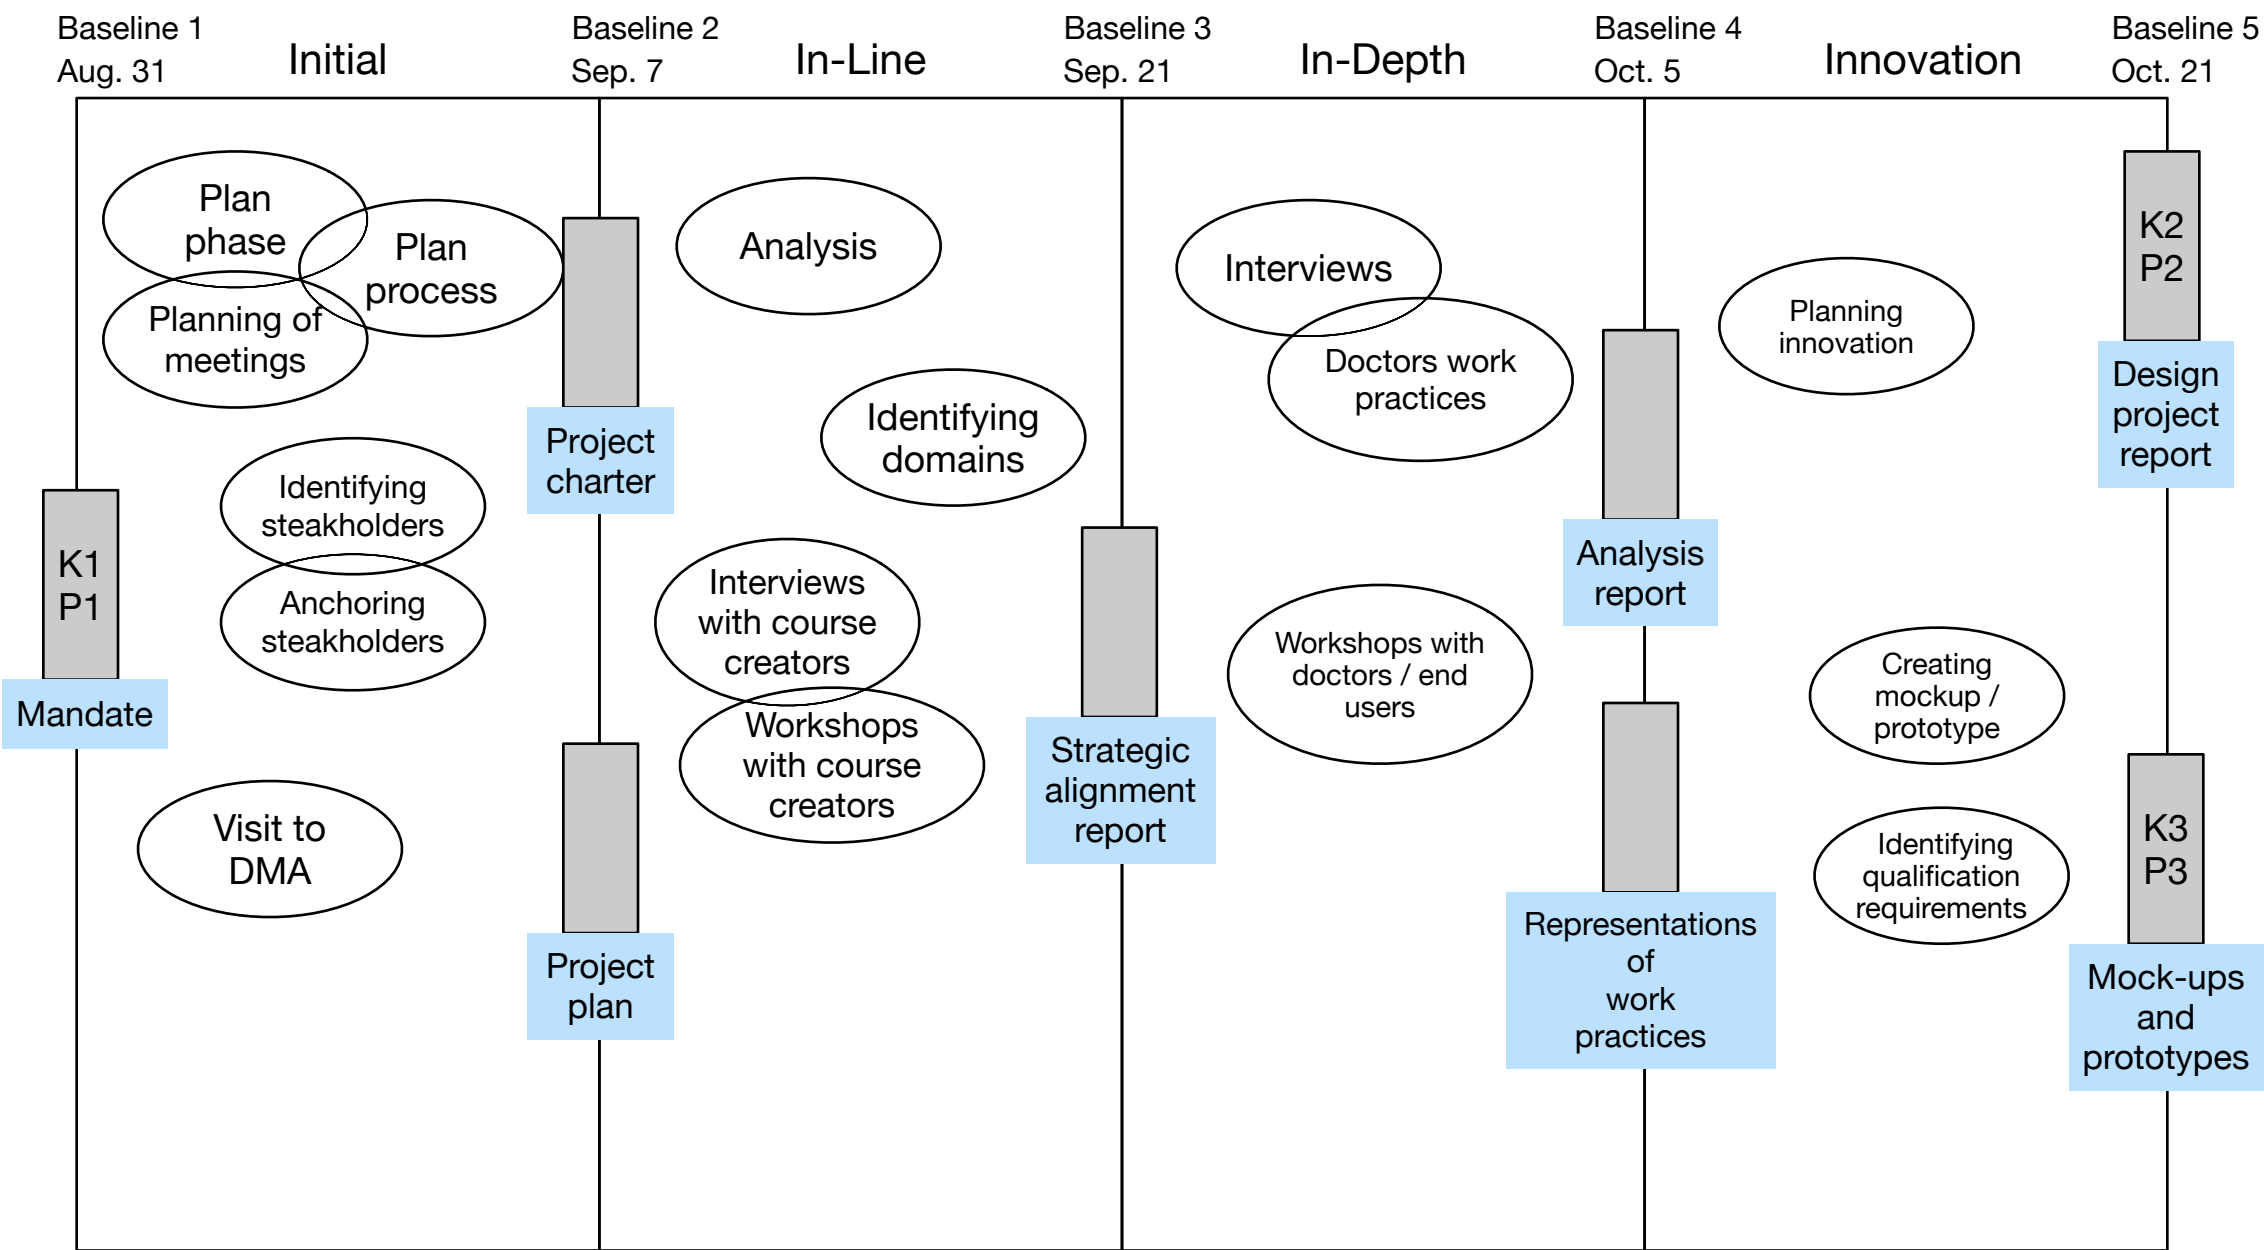 Baseline 1
Aug. 31
Initial
Baseline 2
Sep. 7
In-Line
Baseline 3
Sep. 21
In-Depth
Baseline 4
Oct. 5
Innovation
Baseline 5
Oct. 21
Plan
phase
Plan
process
Planning of
meetings
Identifying
steakholders
Anchoring
steakholders
Visit to
DMA
K1
P1
Mandate
Project
charter
Project
plan
Analysis
Identifying
domains
Interviews
with course
creators
Workshops
with course
creators
Strategic
alignment
report
Interviews
Doctors work
practices
Workshops with
doctors / end
users
Analysis
report
Representations
of
work
practices
Planning
innovation
Creating
mockup /
prototype
Identifying
qualification
requirements
K2
P2
Design
project
report
K3
P3
Mock-ups
and
prototypes